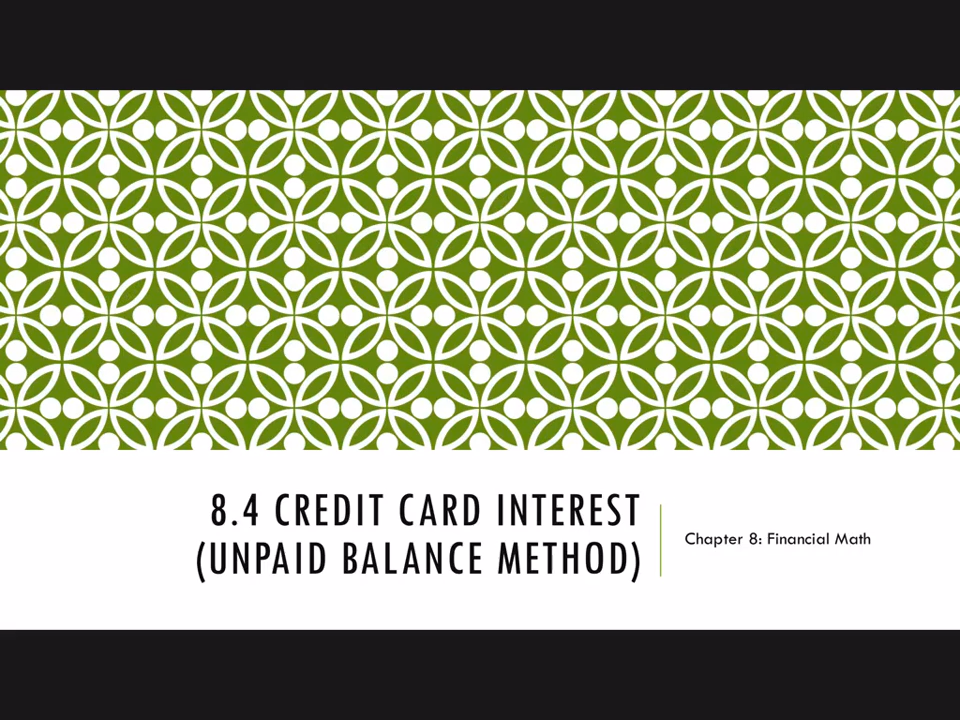 8.4 CREDIT CARD INTEREST
(UNPAID BALANCE METHOD)
Chapter 8: Financial Math